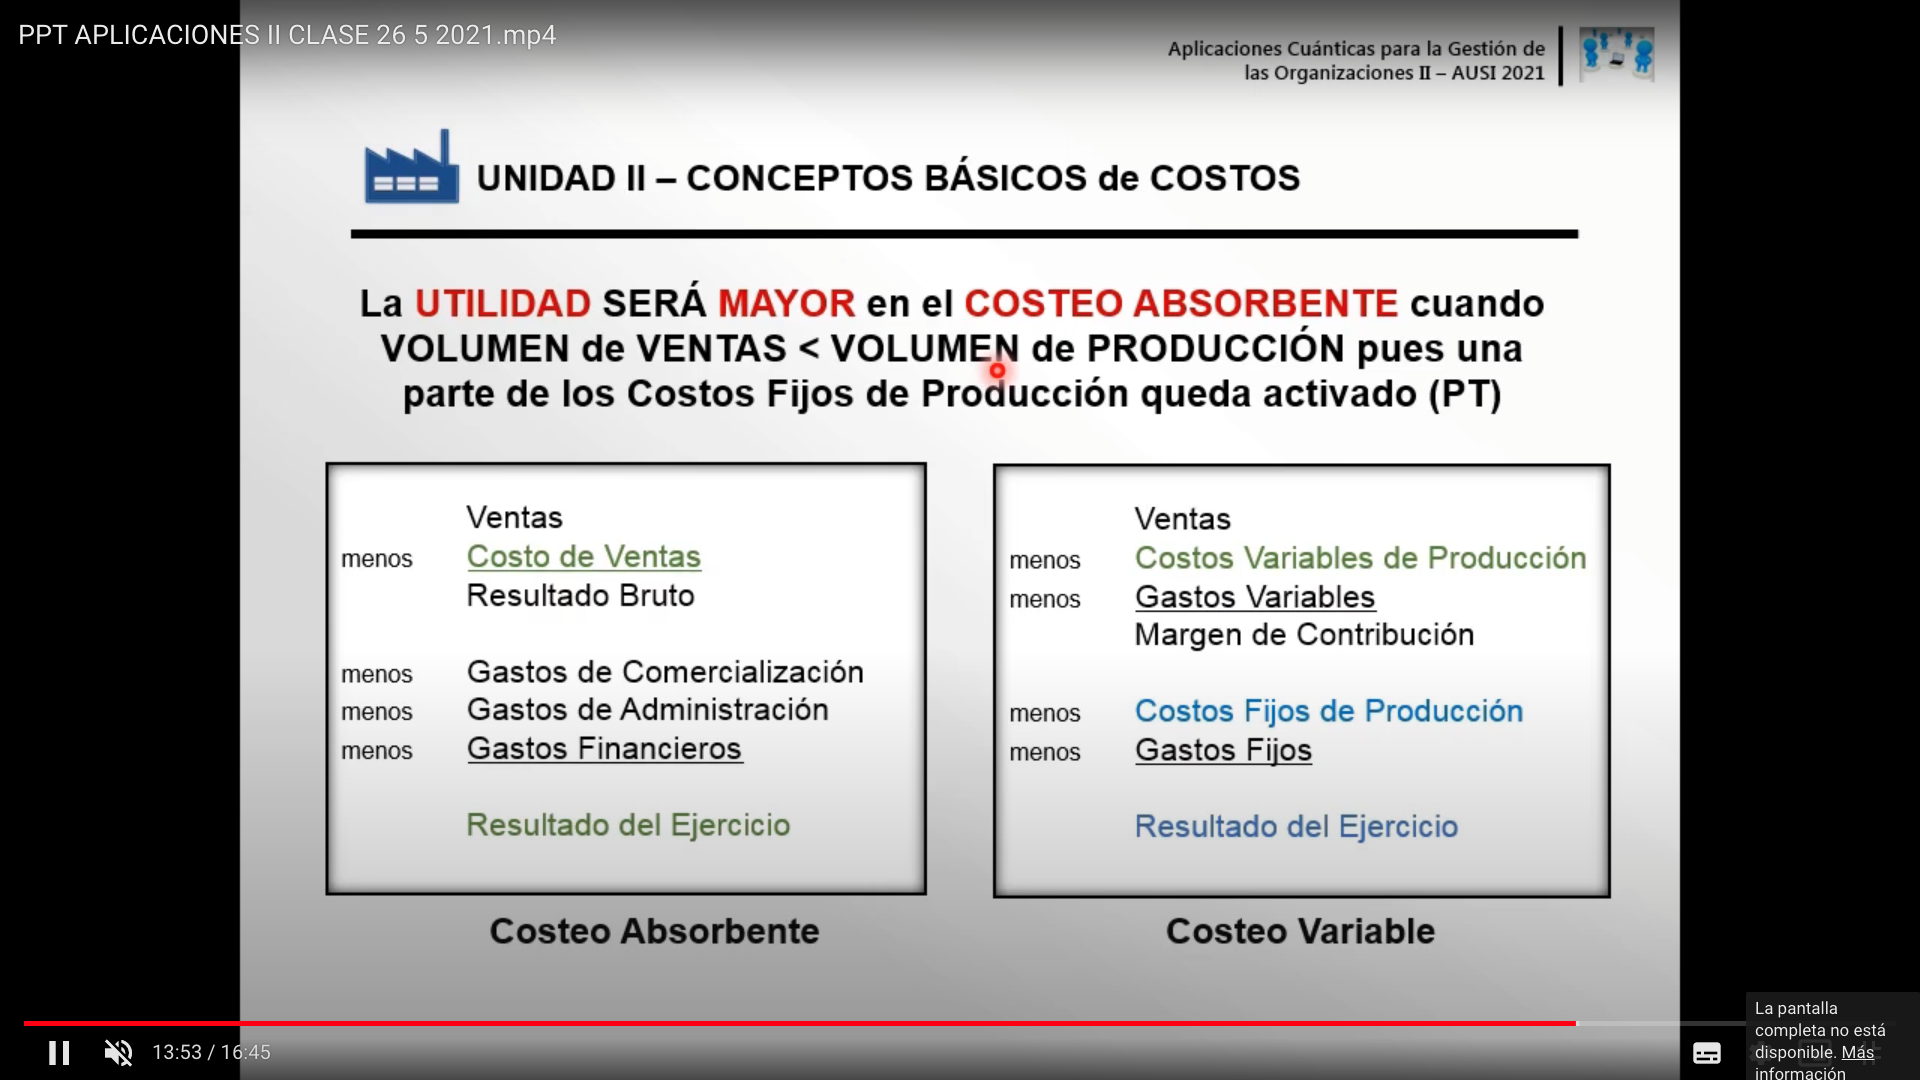 PPT APLICACIONES II CLASE 26 5 2021.mp4
Aplicaciones Cuánticas para la Gestión de
las Organizaciones II – AUSI 2021
UNIDAD II – CONCEPTOS BÁSICOS de COSTOS
La UTILIDAD SERÁ MAYOR en el COSTEO ABSORBENTE cuando
VOLUMEN de VENTAS < VOLUMEN de PRODUCCIÓN pues una
parte de los Costos Fijos de Producción queda activado (PT)
Ventas
menos Costo de Ventas
Resultado Bruto
menos Gastos de Comercialización
menos Gastos de Administración
menos Gastos Financieros
Resultado del Ejercicio
Costeo Absorbente
Ventas
menos Costos Variables de Producción
menos Gastos Variables
Margen de Contribución
menos Costos Fijos de Producción
menos Gastos Fijos
Resultado del Ejercicio
Costeo Variable
13:53 / 16:45
La pantalla
completa no está
disponible. Más
información